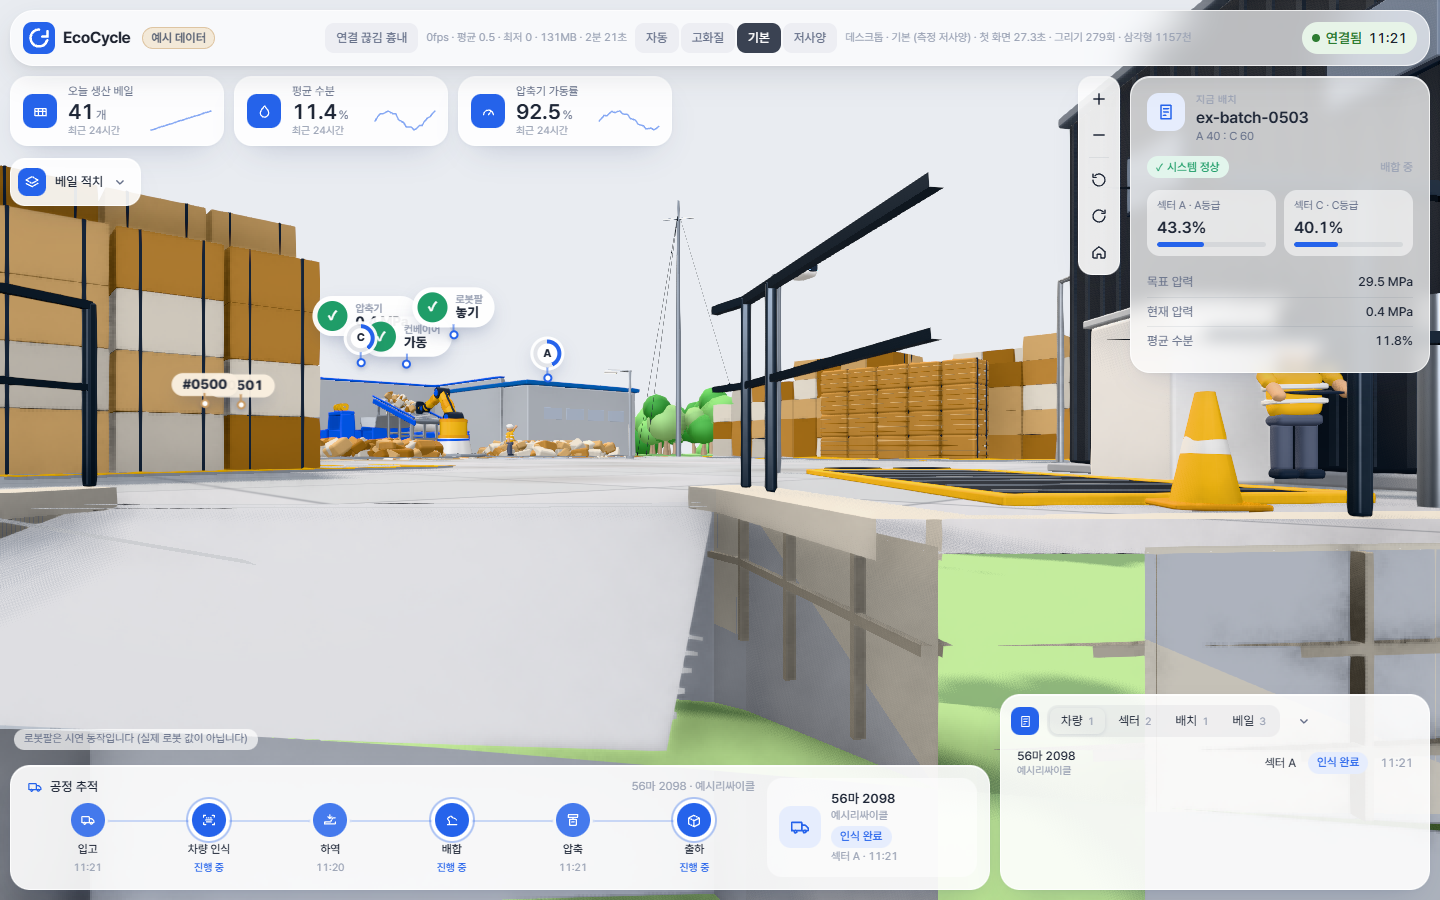 EcoCycle
예시 데이터
연결 끊김 흉내
0fps · 평균 0.5 · 최저 0 · 131MB · 2분 21초
자동
고화질
기본
저사양
데스크톱 · 기본 (측정 저사양) · 첫 화면 27.3초 · 그리기 279회 · 삼각형 1157천
연결됨 11:21
오늘 생산 베일
41개
최근 24시간
평균 수분
11.4%
최근 24시간
압축기 가동률
92.5%
최근 24시간
베일 적치
지금 배치
ex-batch-0503
A 40 : C 60
✓ 시스템 정상
배합 중
섹터 A · A등급
43.3%
섹터 C · C등급
40.1%
목표 압력 29.5 MPa
현재 압력 0.4 MPa
평균 수분 11.8%
압축기
로봇팔
놓기
컨베이어
가동
C
A
#0500
501
로봇팔은 시연 동작입니다 (실제 로봇 값이 아닙니다)
공정 추적
56마 2098 · 예시리싸이클
입고
11:21
차량 인식
진행 중
하역
11:20
배합
진행 중
압축
11:21
출하
진행 중
56마 2098
예시리싸이클
인식 완료
섹터 A · 11:21
차량 1
섹터 2
배치 1
베일 3
56마 2098
예시리싸이클
섹터 A
인식 완료
11:21